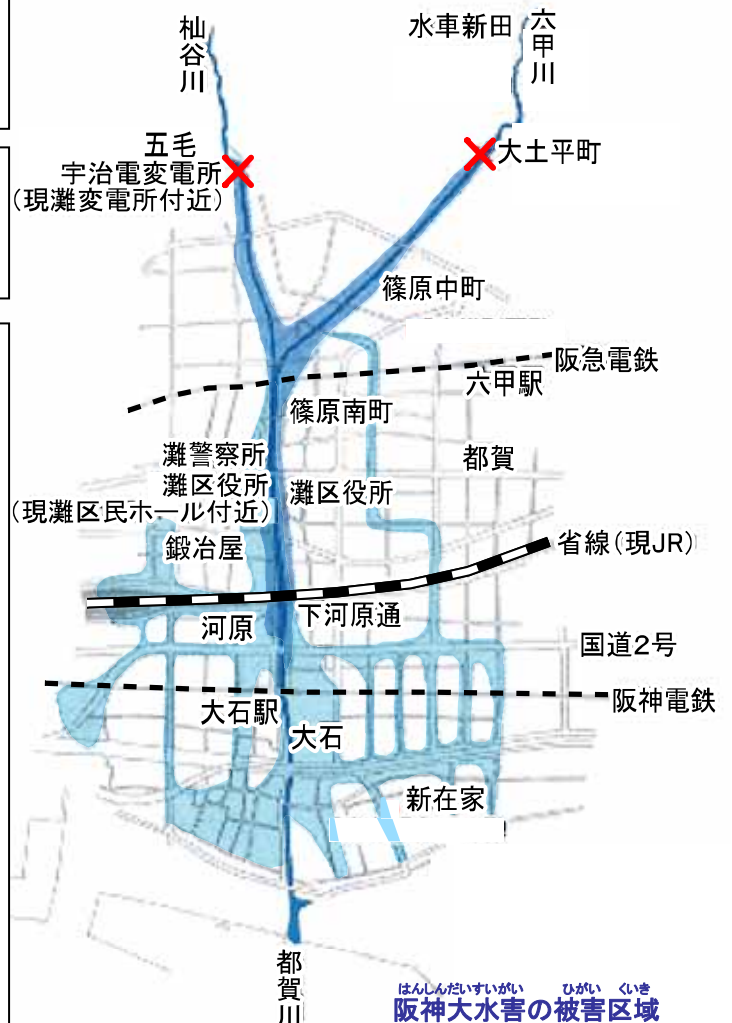 杣谷川
水車新田
六甲川
五毛
宇治電変電所
(現灘変電所付近)
大土平町
篠原中町
阪急電鉄
六甲駅
篠原南町
灘警察所
灘区役所
(現灘区民ホール付近)
都賀
灘区役所
鍛冶屋
省線(現JR)
河原
下河原通
国道2号
大石駅
阪神電鉄
大石
新在家
都賀川
はんしんだいすいがい ひがい くいき
阪神大水害の被害区域